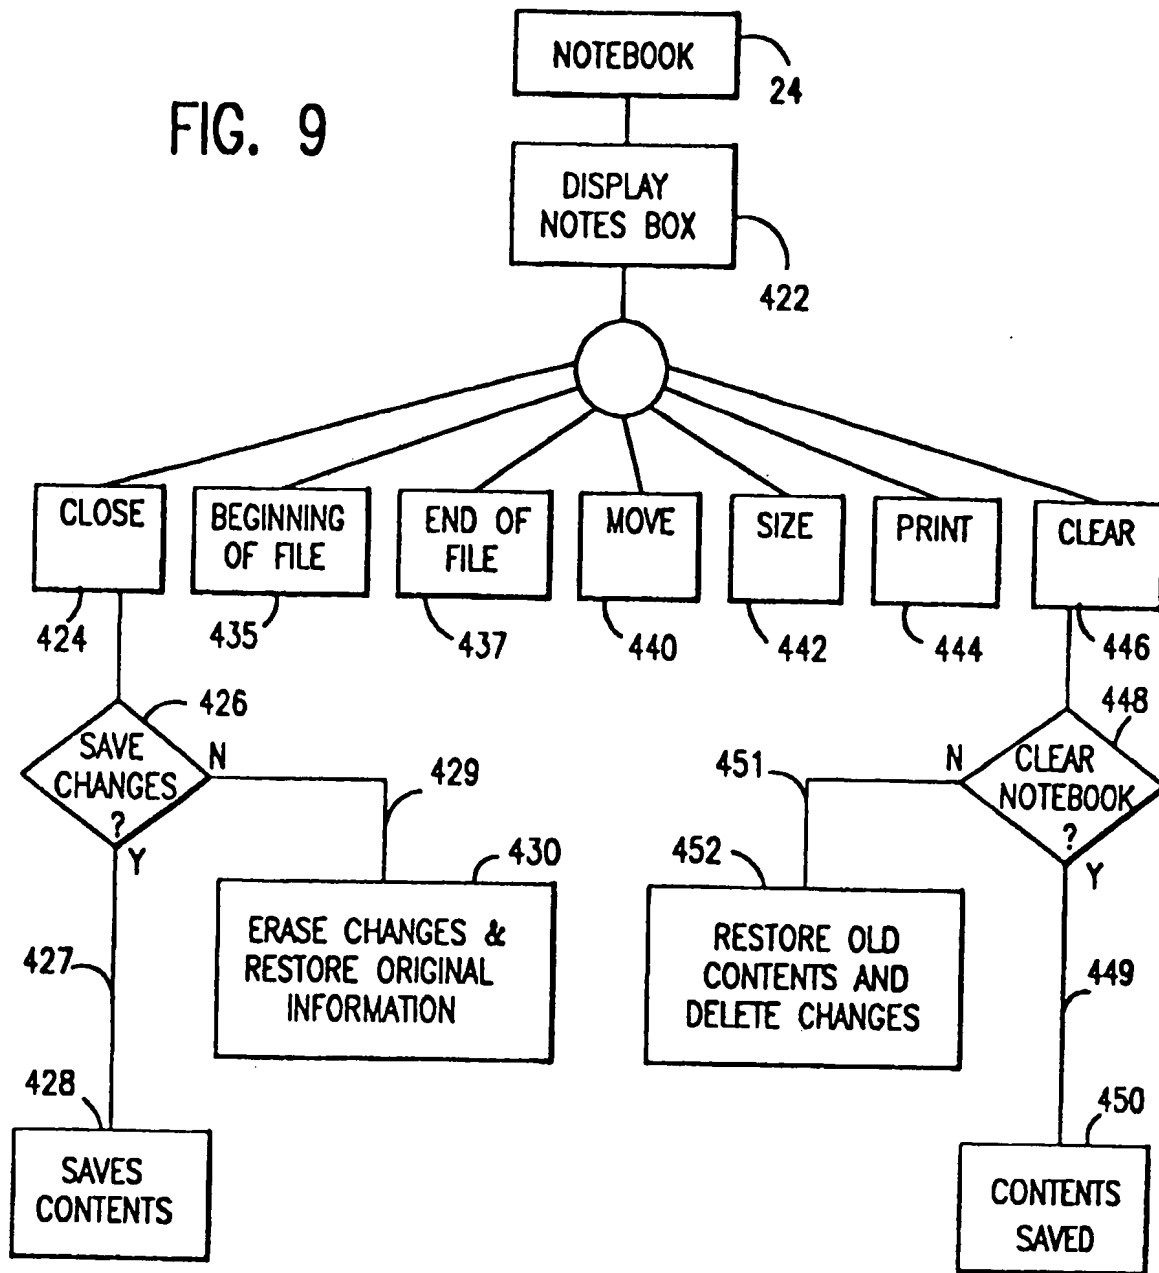 NOTEBOOK
24
FIG. 9
DISPLAY
NOTES BOX
422
CLOSE
BEGINNING
OF FILE
END OF
FILE
MOVE
SIZE
PRINT
CLEAR
424
435
437
440
442
444
446
426
SAVE
CHANGES
?
N
Y
429
430
ERASE CHANGES &
RESTORE ORIGINAL
INFORMATION
427
428
SAVES
CONTENTS
448
CLEAR
NOTEBOOK
?
N
Y
451
452
RESTORE OLD
CONTENTS AND
DELETE CHANGES
449
450
CONTENTS
SAVED